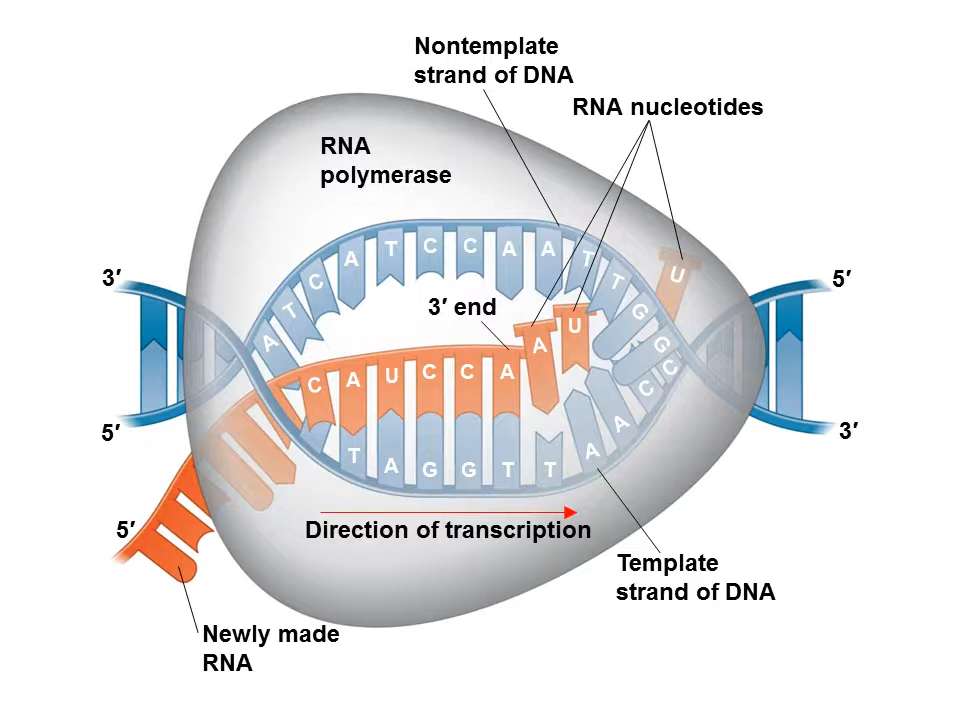 Nontemplate
strand of DNA
RNA nucleotides
RNA
polymerase
A T C A T C C A A T T G G
U
3′
5′
3′ end
A U
C A U C C A
5′
3′
T A G G T T A A C C
5′
Direction of transcription
Template
strand of DNA
Newly made
RNA